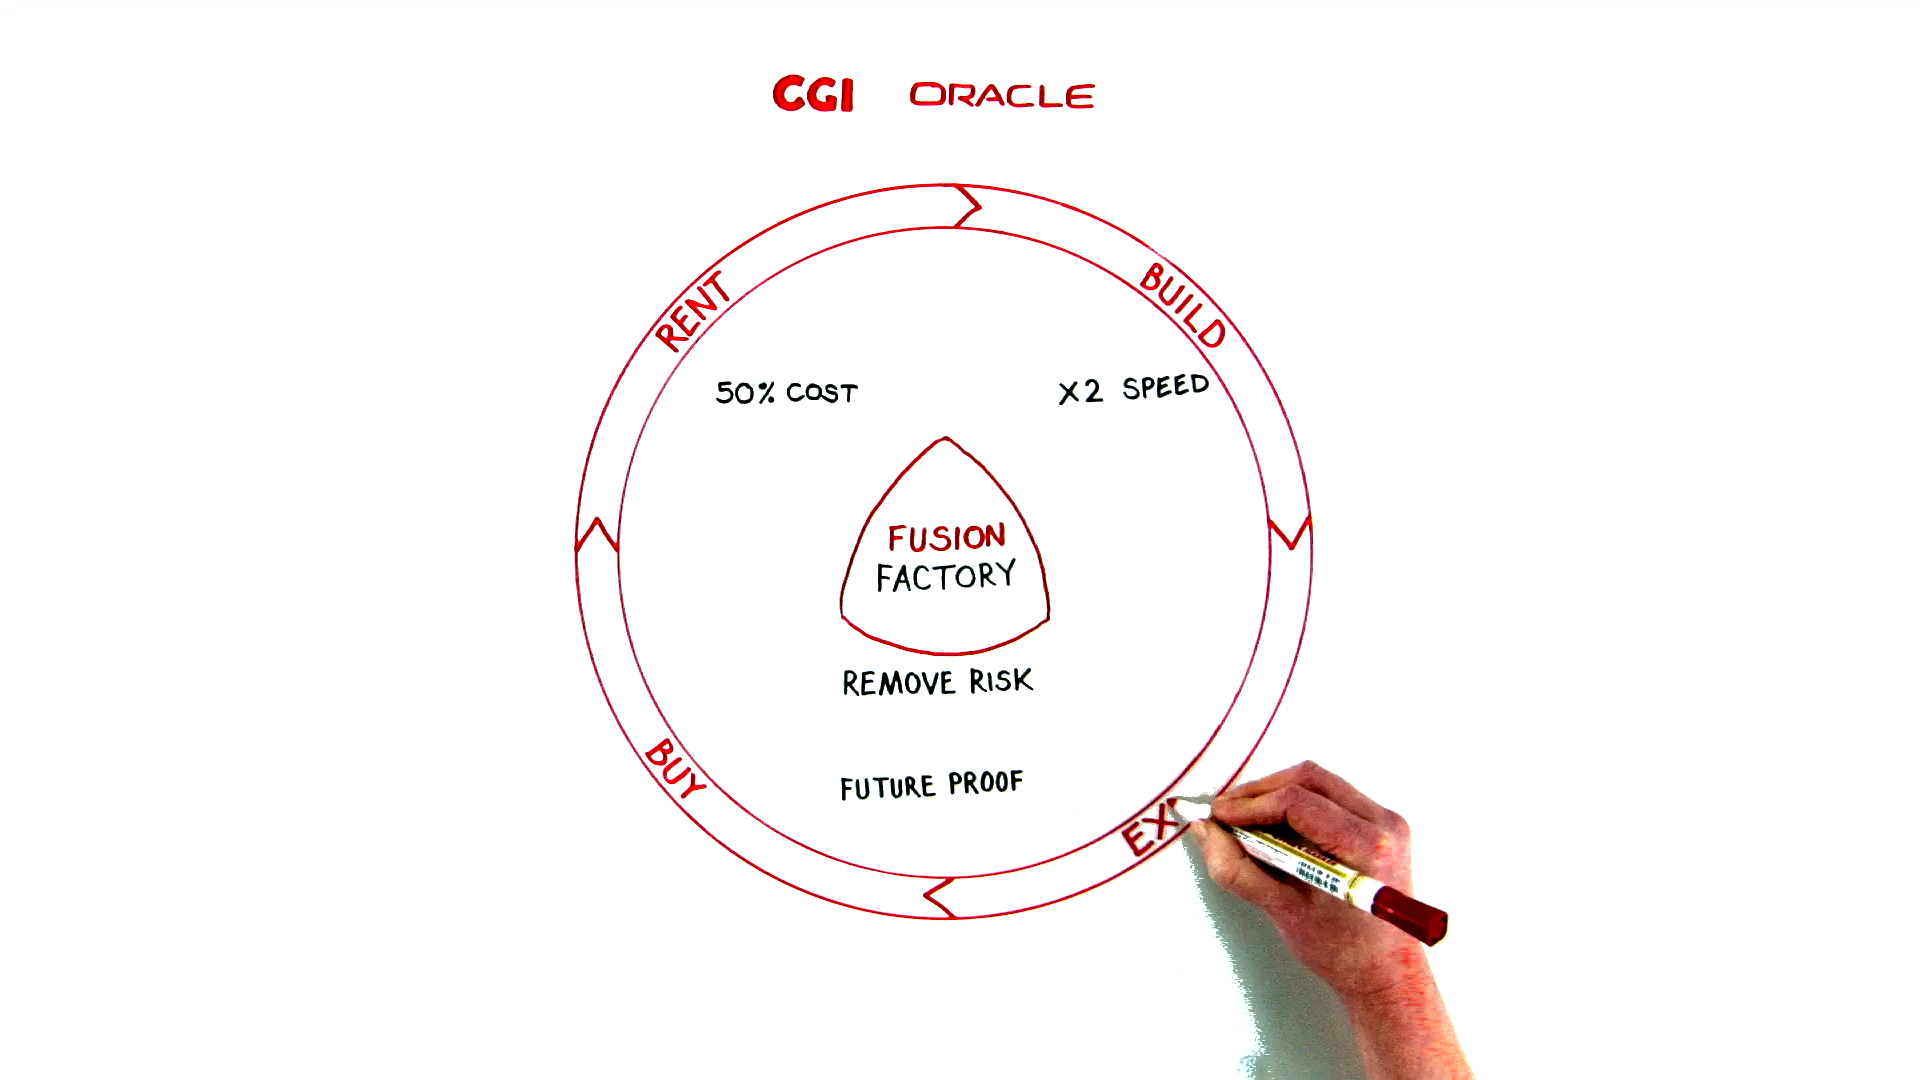 CGI ORACLE
RENT
BUILD
50% COST
X2 SPEED
FUSION
FACTORY
REMOVE RISK
BUY
FUTURE PROOF
EX